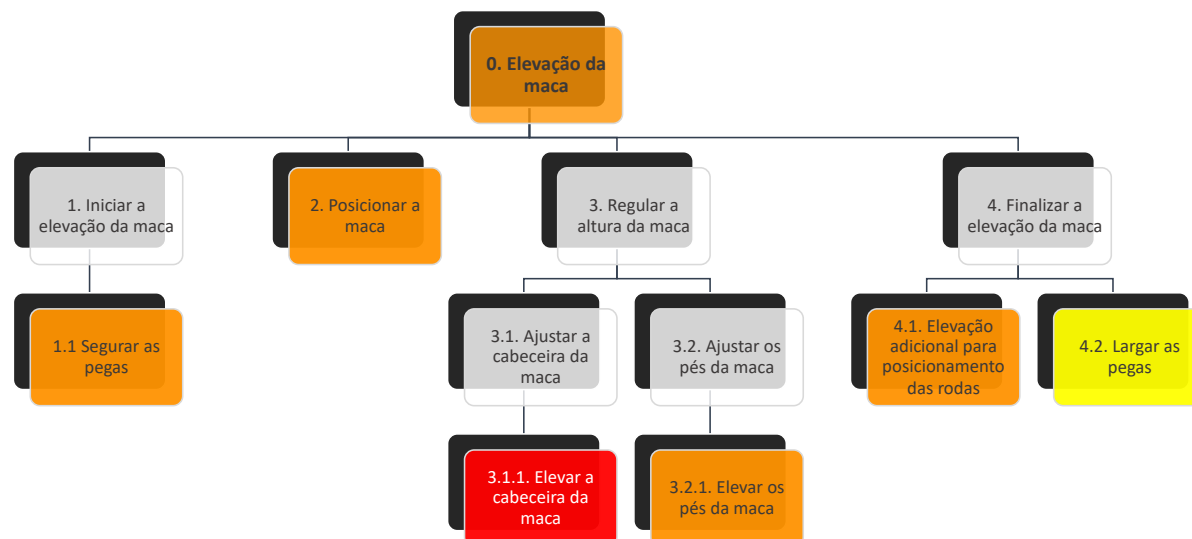 0. Elevação da
maca
1. Iniciar a
elevação da maca
2. Posicionar a
maca
3. Regular a
altura da maca
4. Finalizar a
elevação da maca
1.1 Segurar as
pegas
3.1. Ajustar a
cabeceira da
maca
3.2. Ajustar os
pés da maca
4.1. Elevação
adicional para
posicionamento
das rodas
4.2. Largar as
pegas
3.1.1. Elevar a
cabeceira da
maca
3.2.1. Elevar os
pés da maca